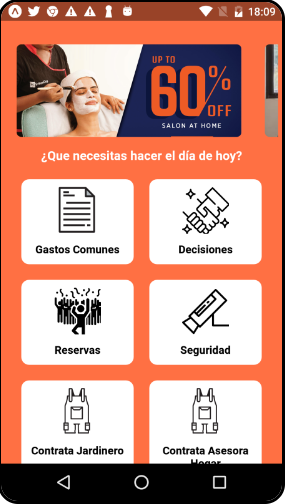 18:09
UP TO
60%
OFF
SALON AT HOME
¿Que necesitas hacer el día de hoy?
Gastos Comunes
Decisiones
Reservas
Seguridad
Contrata Jardinero
Contrata Asesora
Hogar